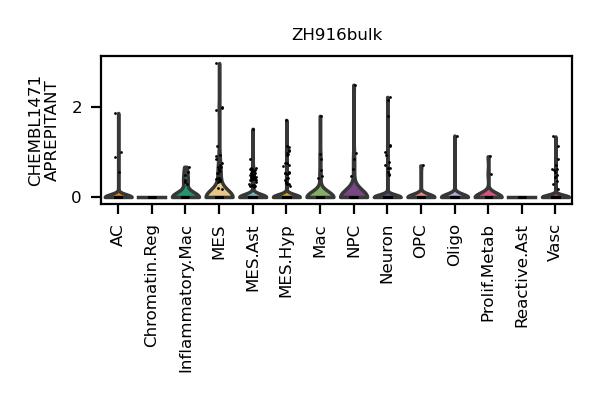 ZH916bulk
CHEMBL1471
APREPITANT
2
0
AC
Chromatin.Reg
Inflammatory.Mac
MES
MES.Ast
MES.Hyp
Mac
NPC
Neuron
OPC
Oligo
Prolif.Metab
Reactive.Ast
Vasc